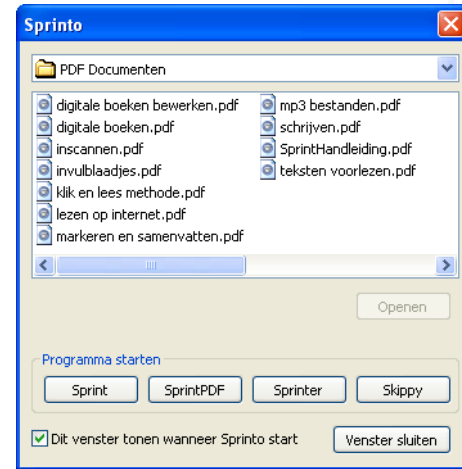 Sprinto
PDF Documenten
digitale boeken bewerken.pdf
digitale boeken.pdf
inscannen.pdf
invulblaadjes.pdf
klik en lees methode.pdf
lezen op internet.pdf
markeren en samenvatten.pdf
mp3 bestanden.pdf
schrijven.pdf
SprintHandleiding.pdf
teksten voorlezen.pdf
Openen
Programma starten
Sprint SprintPDF Sprinter Skippy
Dit venster tonen wanneer Sprinto start Venster sluiten